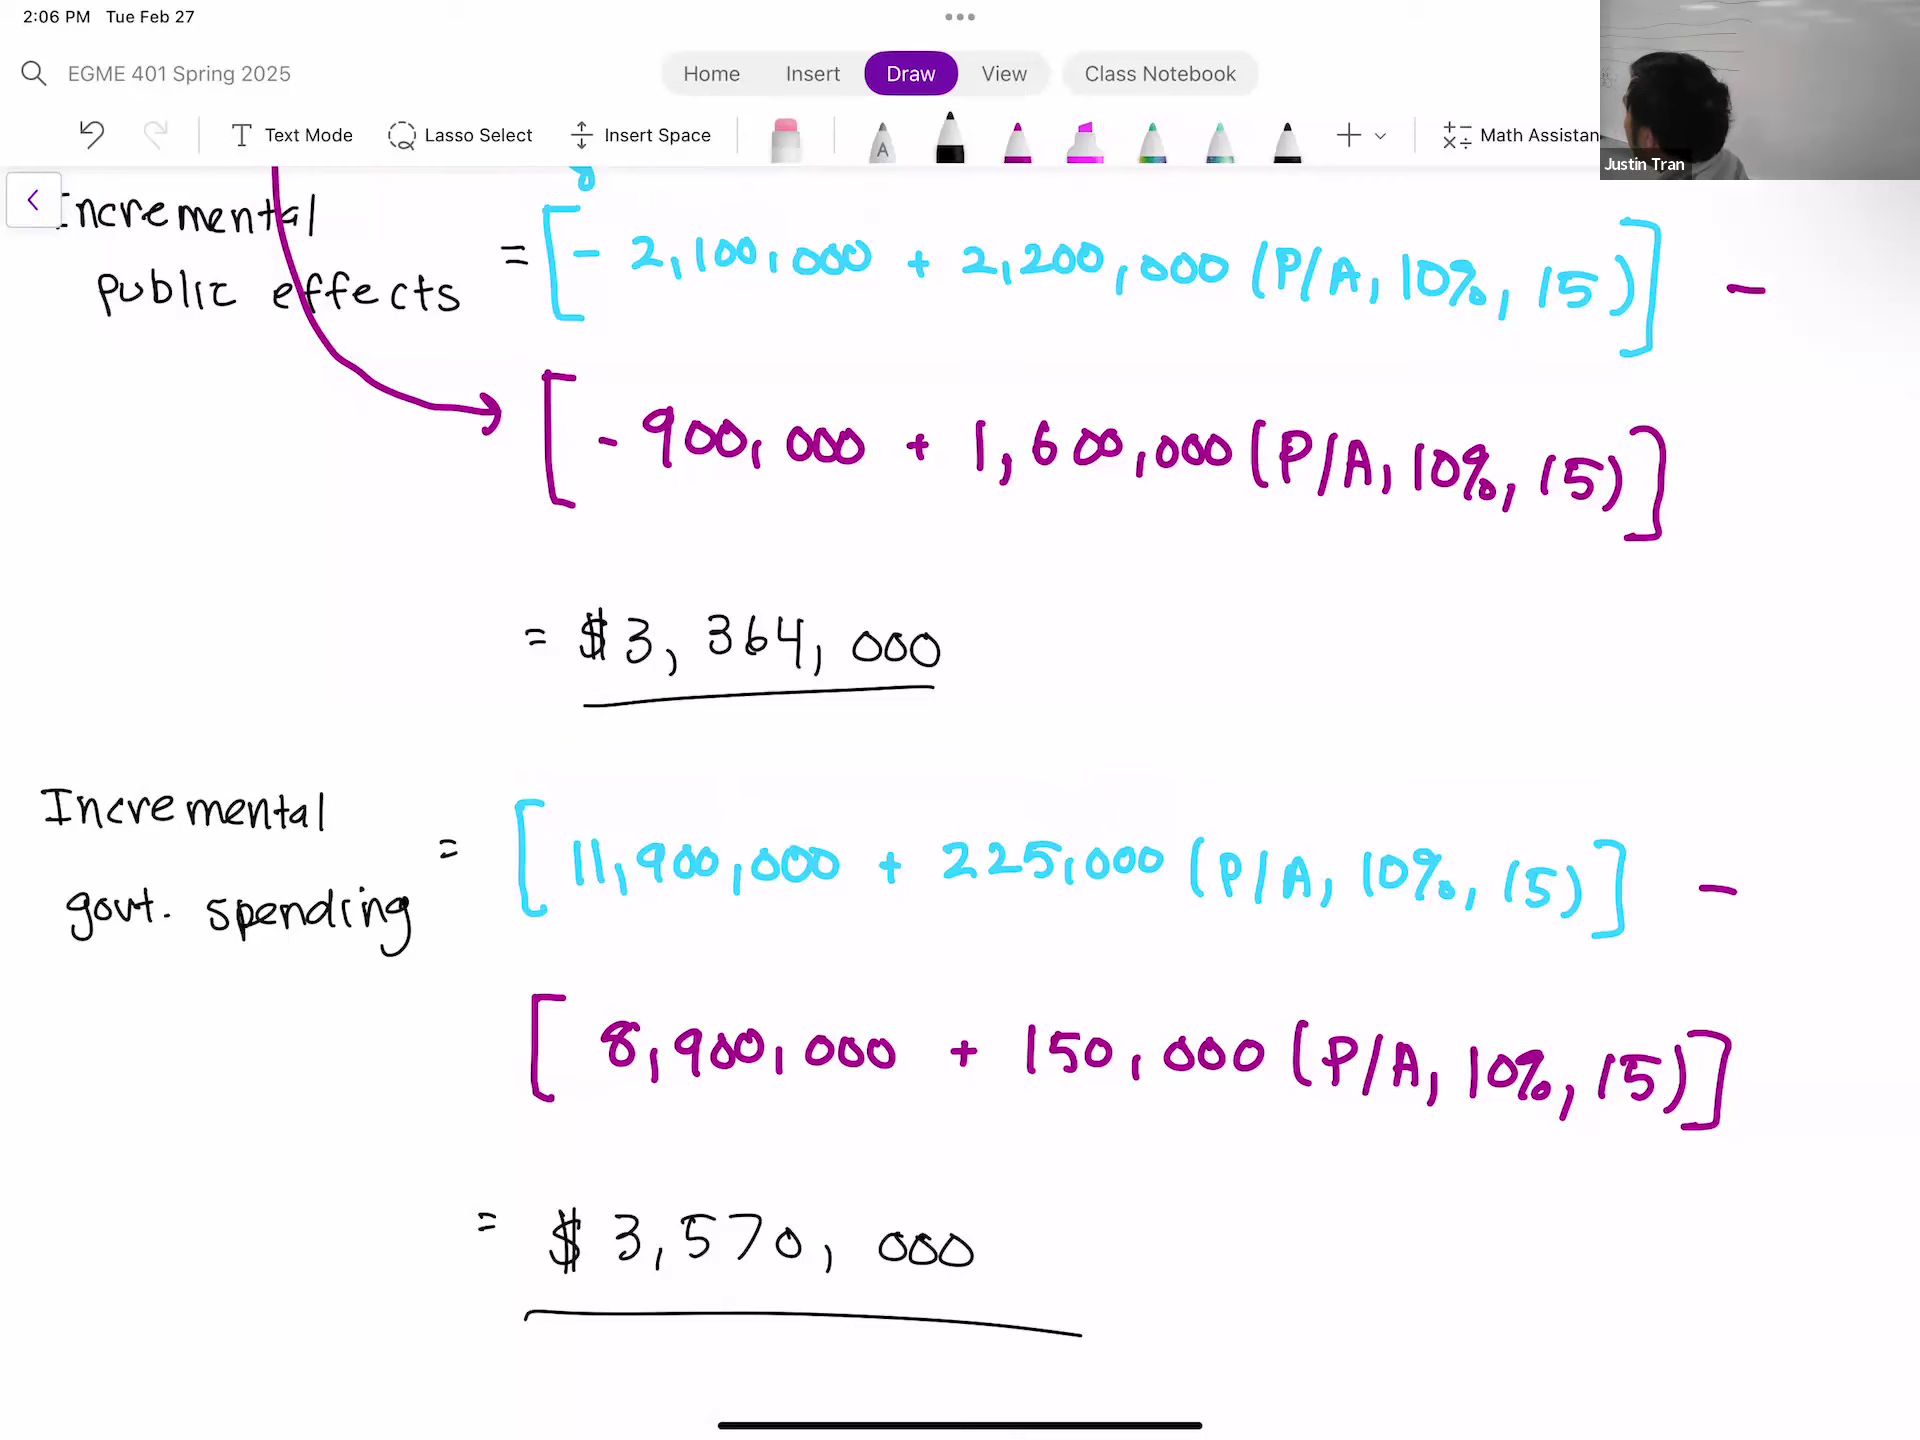 2:06 PM Tue Feb 27
EGME 401 Spring 2025
Home Insert Draw View Class Notebook
Text Mode Lasso Select Insert Space A Math Assistan
Justin Tran
Incremental
public effects
= [- 2,100,000 + 2,200,000 (P/A, 10%, 15)] -
[- 900,000 + 1,600,000 (P/A, 10%, 15)]
= $3,364,000
Incremental
govt. spending
= [11,900,000 + 225,000 (P/A, 10%, 15)] -
[8,900,000 + 150,000 (P/A, 10%, 15)]
= $3,570,000